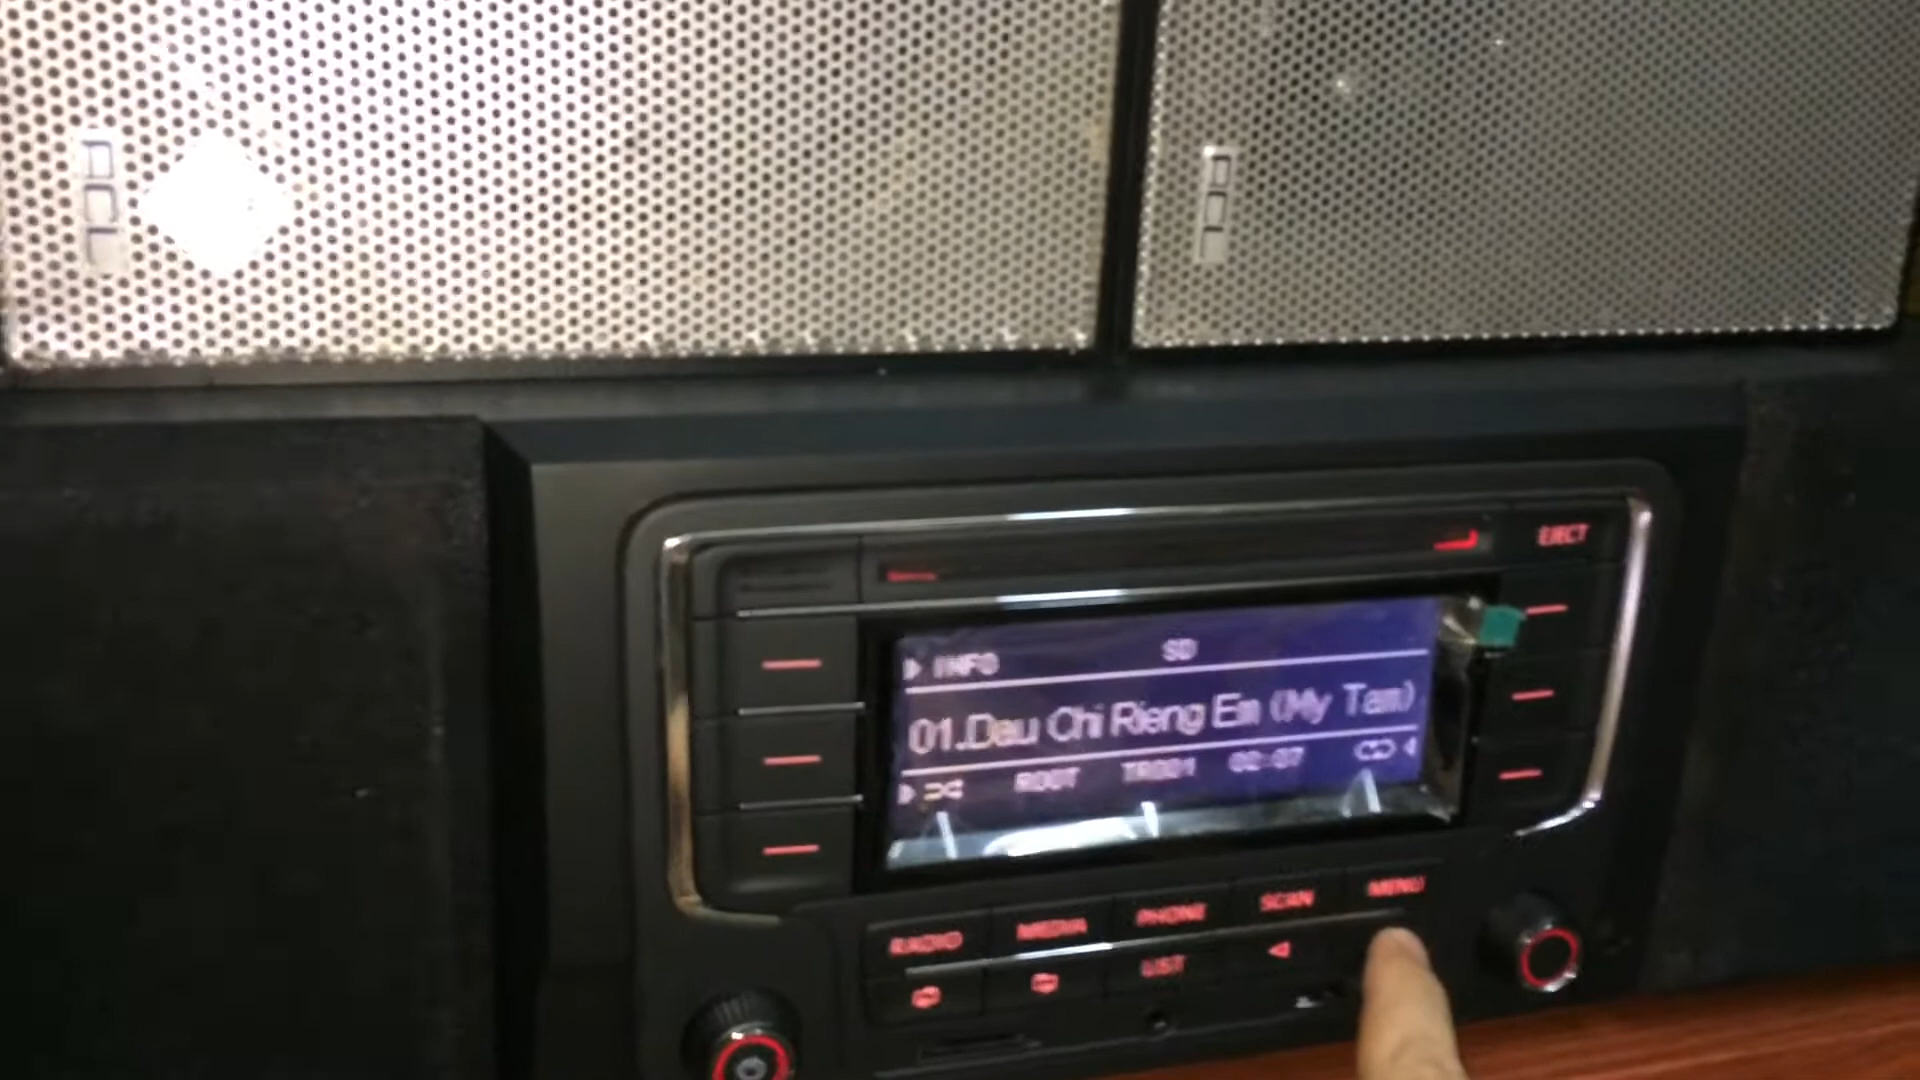 EJECT
INFO SD
01.Dau Chi Rieng Em (My Tam)
ROOT TR001 02:07
RADIO MEDIA PHONE SCAN MENU
LIST